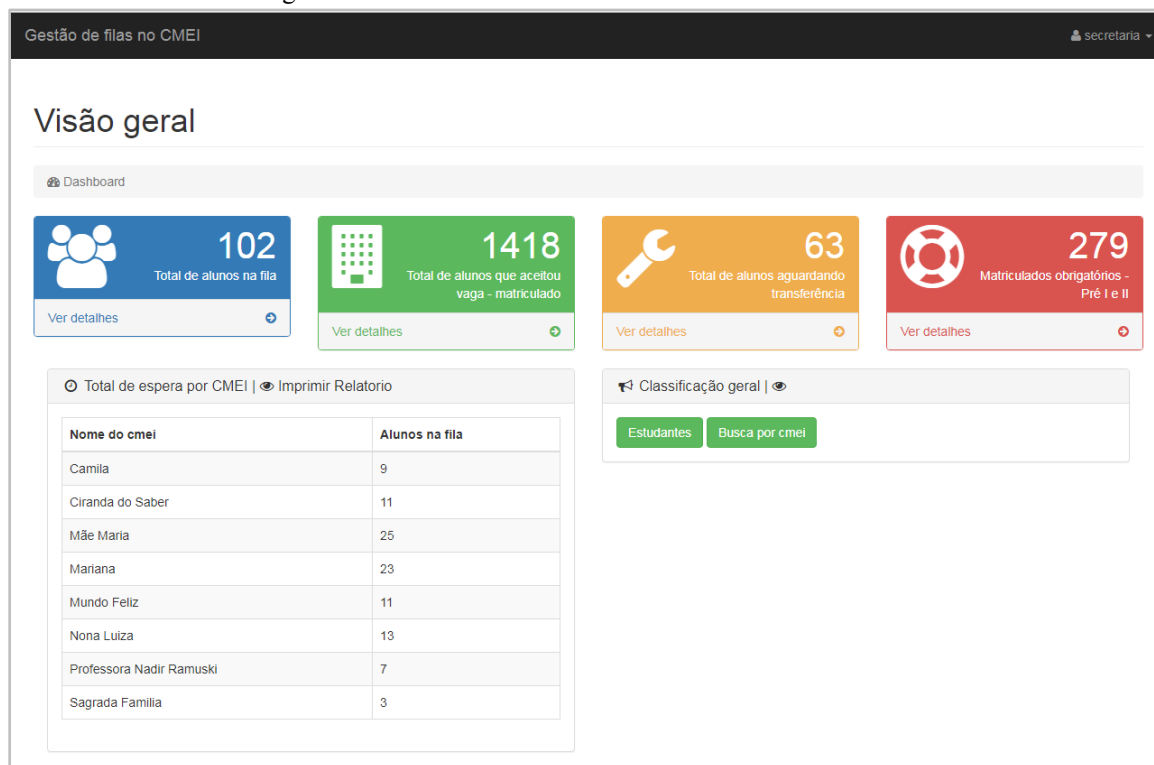 Gestão de filas no CMEI
secretaria
Visão geral
Dashboard
102
Total de alunos na fila
Ver detalhes
1418
Total de alunos que aceitou
vaga - matriculado
Ver detalhes
63
Total de alunos aguardando
transferência
Ver detalhes
279
Matriculados obrigatórios -
Pré I e II
Ver detalhes
Total de espera por CMEI | Imprimir Relatorio
Nome do cmei Alunos na fila
Camila 9
Ciranda do Saber 11
Mãe Maria 25
Mariana 23
Mundo Feliz 11
Nona Luiza 13
Professora Nadir Ramuski 7
Sagrada Familia 3
Classificação geral |
Estudantes Busca por cmei